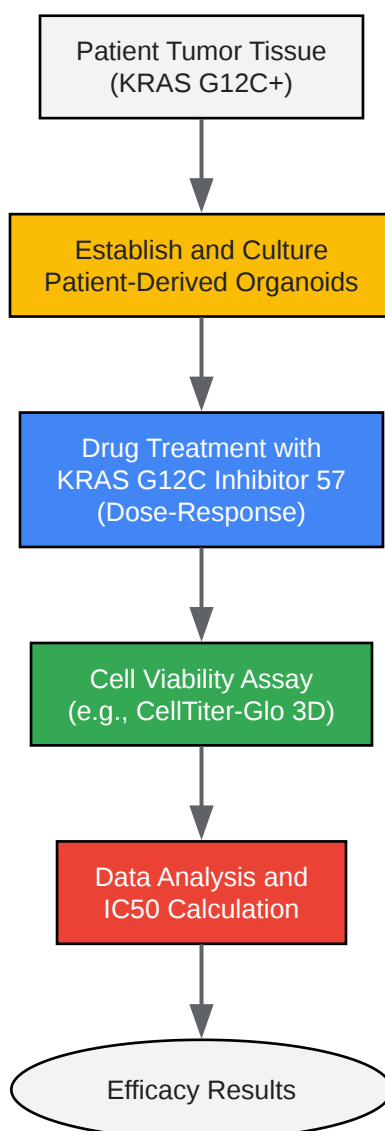 Patient Tumor Tissue
(KRAS G12C+)
Establish and Culture
Patient-Derived Organoids
Drug Treatment with
KRAS G12C Inhibitor 57
(Dose-Response)
Cell Viability Assay
(e.g., CellTiter-Glo 3D)
Data Analysis and
IC50 Calculation
Efficacy Results